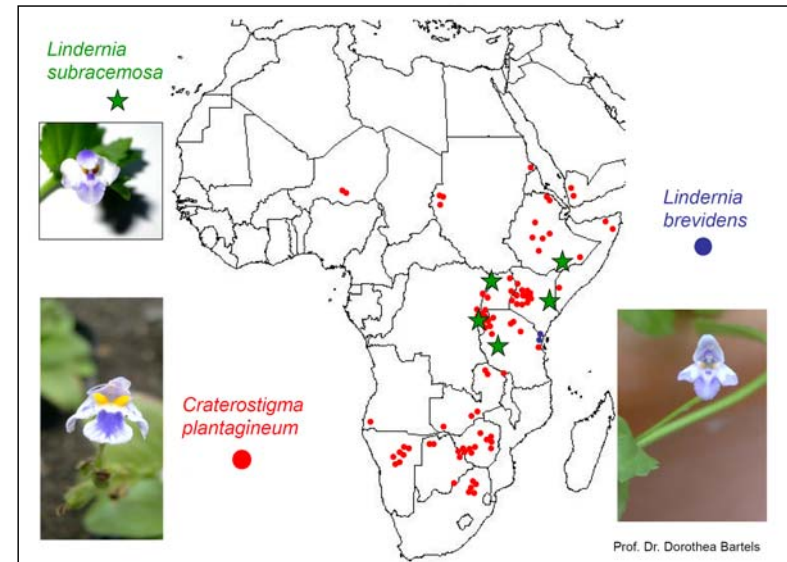 Lindernia
subracemosa
Lindernia
brevidens
Craterostigma
plantagineum
Prof. Dr. Dorothea Bartels